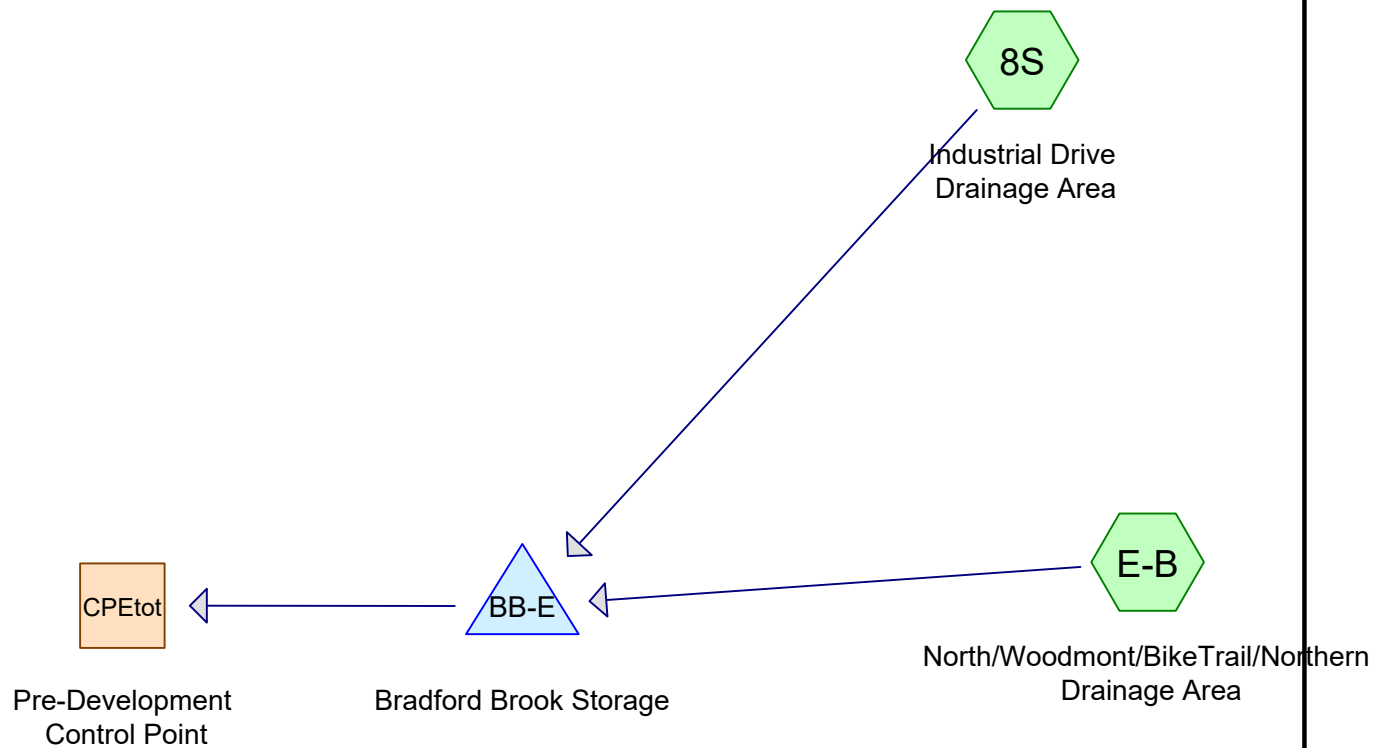 8S
Industrial Drive
Drainage Area
E-B
North/Woodmont/BikeTrail/Northern
Drainage Area
BB-E
Bradford Brook Storage
CPEtot
Pre-Development
Control Point